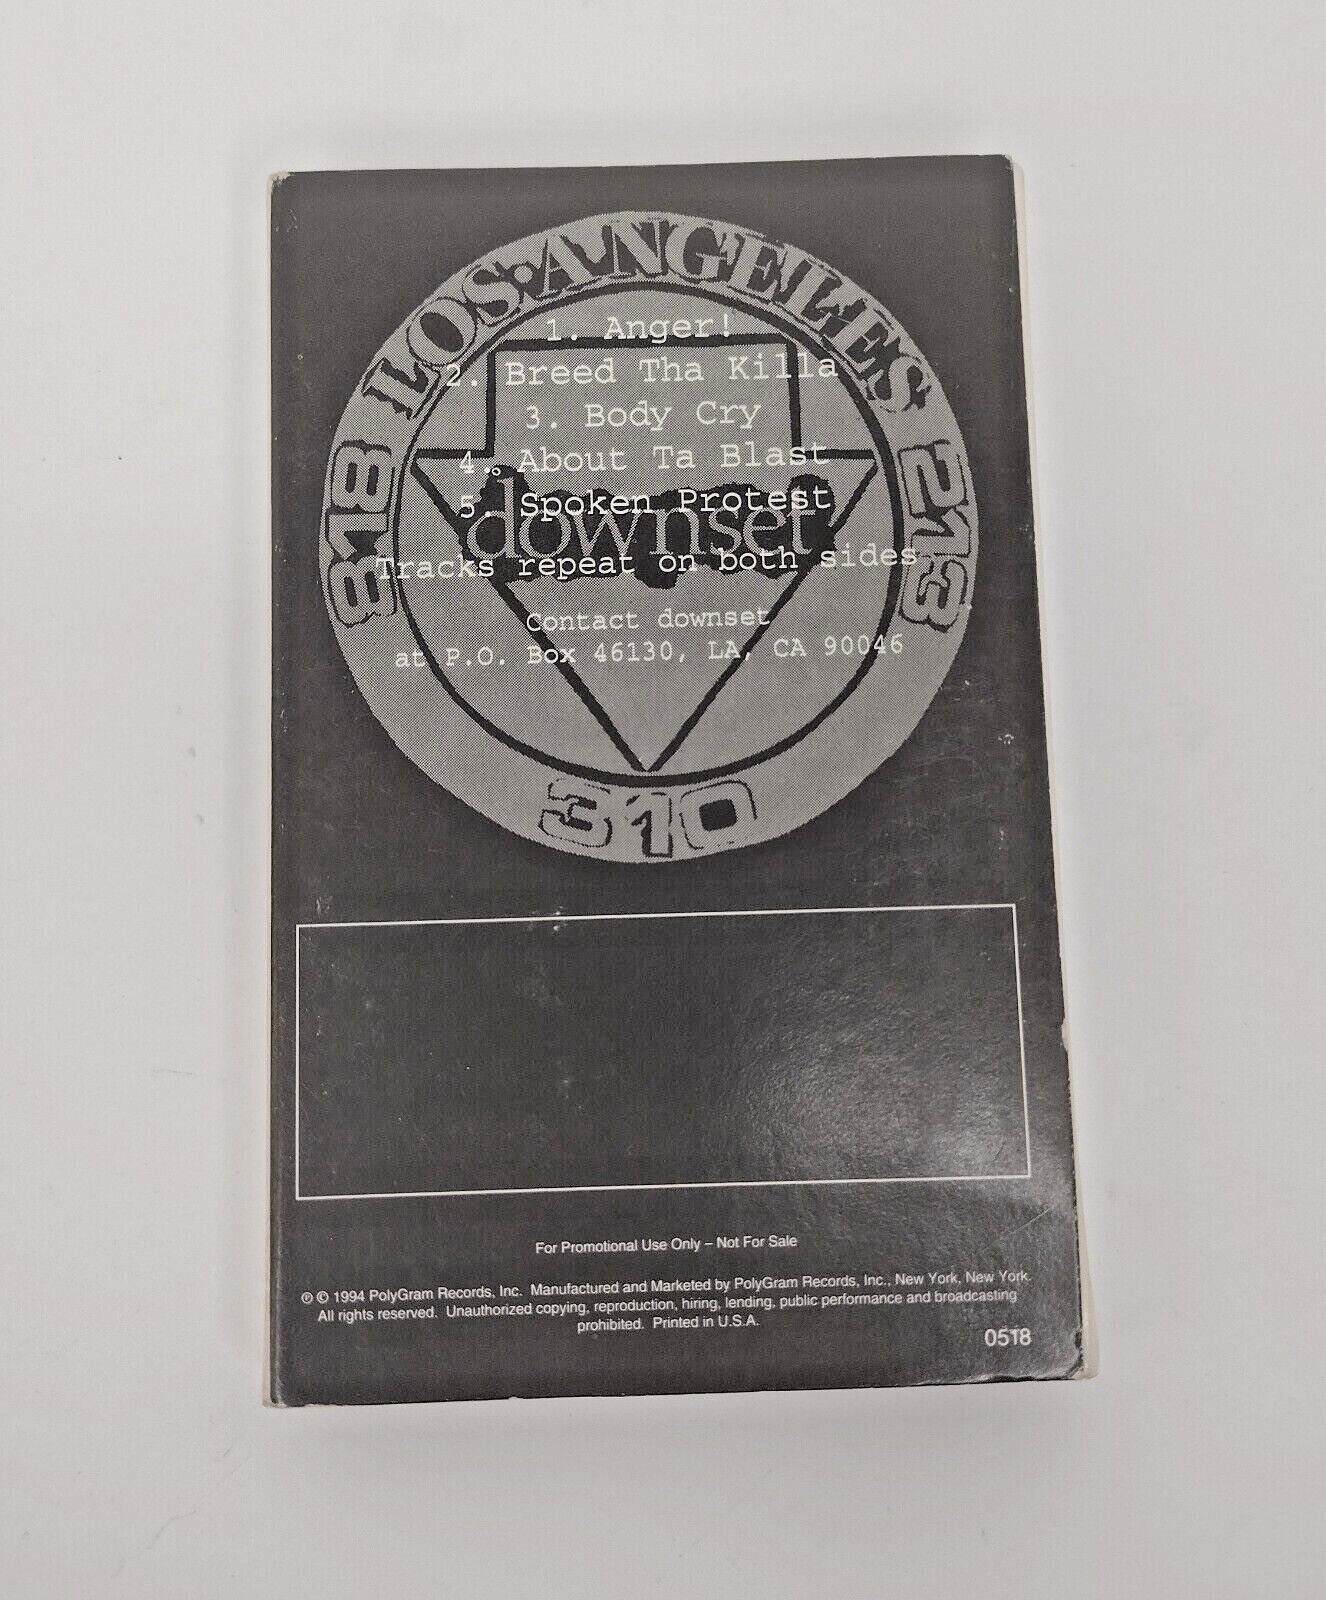 LOS·ANGELES
818
213
1. Anger!
2. Breed Tha Killa
3. Body Cry
4. About Ta Blast
5. Spoken Protest
downset
Tracks repeat on both sides
Contact downset
at P.O. Box 46130, LA, CA 90046
310
For Promotional Use Only – Not For Sale
℗ © 1994 PolyGram Records, Inc. Manufactured and Marketed by PolyGram Records, Inc., New York, New York.
All rights reserved. Unauthorized copying, reproduction, hiring, lending, public performance and broadcasting
prohibited. Printed in U.S.A.
0518